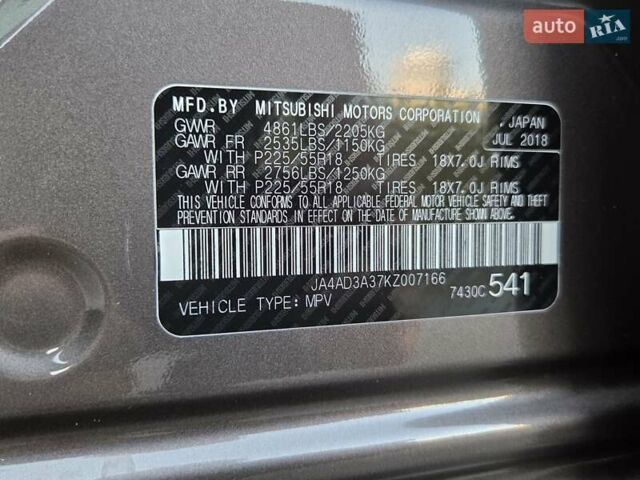 auto RIA
.com
MFD.BY MITSUBISHI MOTORS CORPORATION, JAPAN
GVWR 4861LBS/2205KG JUL 2018
GAWR FR 2535LBS/1150KG
WITH P225/55R18 TIRES 18X7.0J RIMS
GAWR RR 2756LBS/1250KG
WITH P225/55R18 TIRES 18X7.0J RIMS
THIS VEHICLE CONFORMS TO ALL APPLICABLE FEDERAL MOTOR VEHICLE SAFETY AND THEFT
PREVENTION STANDARDS IN EFFECT ON THE DATE OF MANUFACTURE SHOWN ABOVE.
JA4AD3A37KZ007166
VEHICLE TYPE: MPV 7430C 541